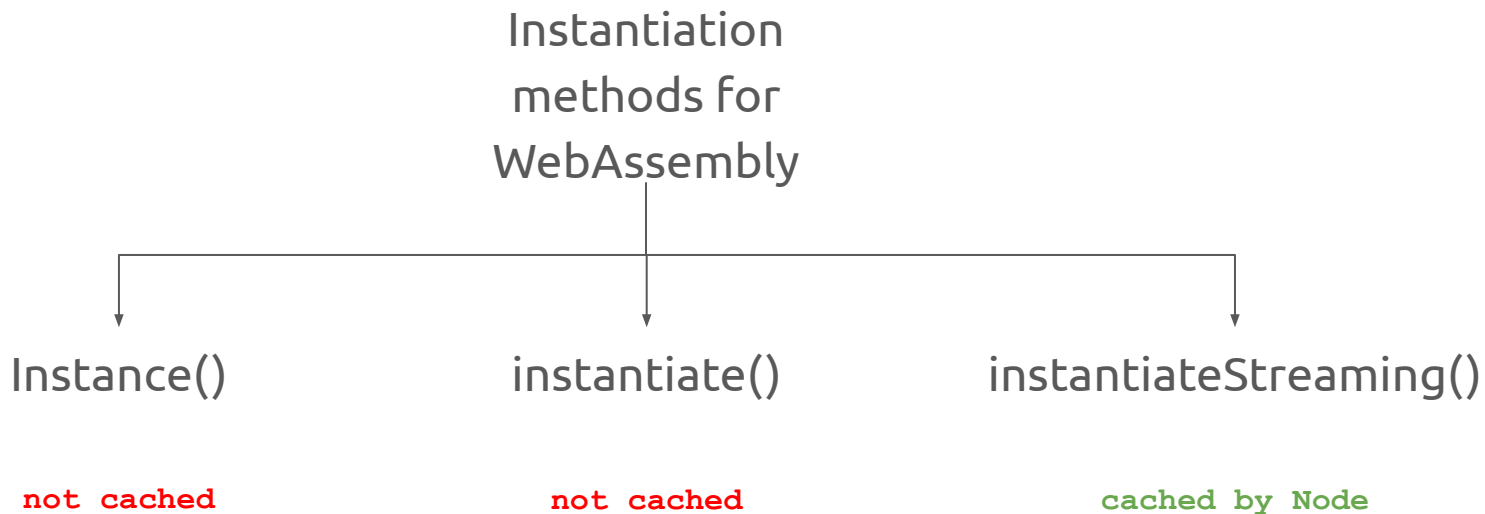 Instantiation
methods for
WebAssembly
Instance()
instantiate()
instantiateStreaming()
not cached
not cached
cached by Node